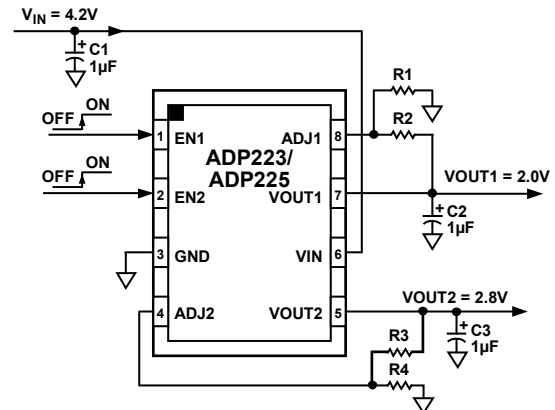 VIN = 4.2V
C1
1µF
OFF ON
OFF ON
ADP223/
ADP225
1 EN1
2 EN2
3 GND
4 ADJ2
ADJ1 8
VOUT1 7
VIN 6
VOUT2 5
R1
R2
VOUT1 = 2.0V
C2
1µF
VOUT2 = 2.8V
R3
C3
1µF
R4